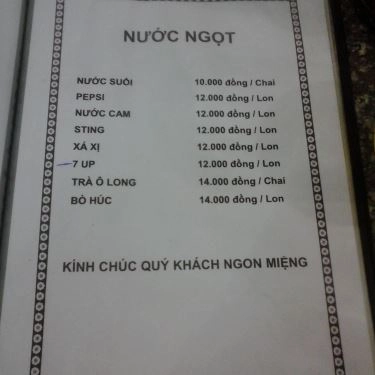 NƯỚC NGỌT
NƯỚC SUỐI 10.000 đồng / Chai
PEPSI 12.000 đồng / Lon
NƯỚC CAM 12.000 đồng / Lon
STING 12.000 đồng / Lon
XÁ XỊ 12.000 đồng / Lon
7 UP 12.000 đồng / Lon
TRÀ Ô LONG 14.000 đồng / Chai
BÒ HÚC 14.000 đồng / Lon
KÍNH CHÚC QUÝ KHÁCH NGON MIỆNG